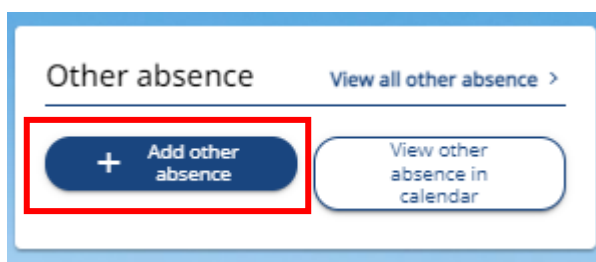 Other absence
View all other absence >
+ Add other
absence
View other
absence in
calendar